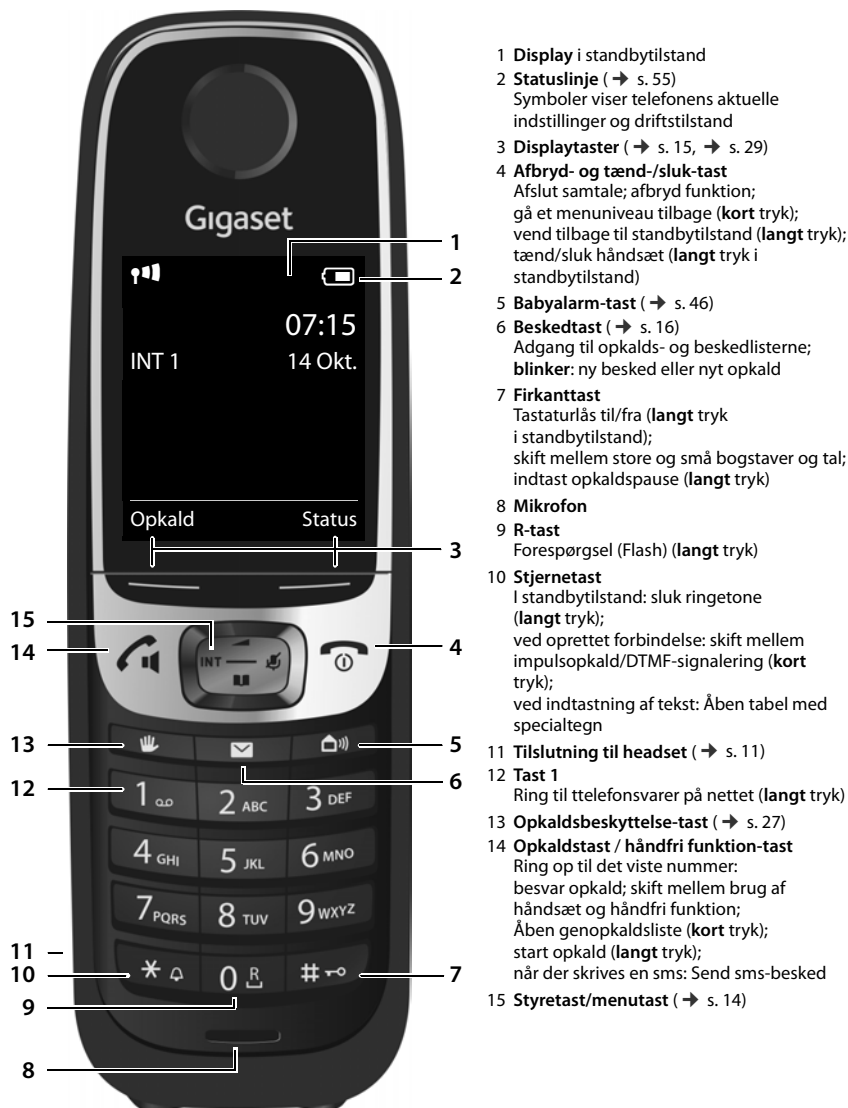 Gigaset
07:15
INT 1 14 Okt.
Opkald Status
INT
1
2 ABC
3 DEF
4 GHI
5 JKL
6 MNO
7 PQRS
8 TUV
9 WXYZ
*
0 R
#
1
2
3
15
14
4
13
5
6
12
11
10
7
9
8
1 Display i standbytilstand
2 Statuslinje ( ➔ s. 55)
Symboler viser telefonens aktuelle
indstillinger og driftstilstand
3 Displaytaster ( ➔ s. 15, ➔ s. 29)
4 Afbryd- og tænd-/sluk-tast
Afslut samtale; afbryd funktion;
gå et menuniveau tilbage (kort tryk);
vend tilbage til standbytilstand (langt tryk);
tænd/sluk håndsæt (langt tryk i
standbytilstand)
5 Babyalarm-tast ( ➔ s. 46)
6 Beskedtast ( ➔ s. 16)
Adgang til opkalds- og beskedlisterne;
blinker: ny besked eller nyt opkald
7 Firkanttast
Tastaturlås til/fra (langt tryk
i standbytilstand);
skift mellem store og små bogstaver og tal;
indtast opkaldspause (langt tryk)
8 Mikrofon
9 R-tast
Forespørgsel (Flash) (langt tryk)
10 Stjernetast
I standbytilstand: sluk ringetone
(langt tryk);
ved oprettet forbindelse: skift mellem
impulsopkald/DTMF-signalering (kort
tryk);
ved indtastning af tekst: Åben tabel med
specialtegn
11 Tilslutning til headset ( ➔ s. 11)
12 Tast 1
Ring til ttelefonsvarer på nettet (langt tryk)
13 Opkaldsbeskyttelse-tast ( ➔ s. 27)
14 Opkaldstast / håndfri funktion-tast
Ring op til det viste nummer:
besvar opkald; skift mellem brug af
håndsæt og håndfri funktion;
Åben genopkaldsliste (kort tryk);
start opkald (langt tryk);
når der skrives en sms: Send sms-besked
15 Styretast/menutast ( ➔ s. 14)